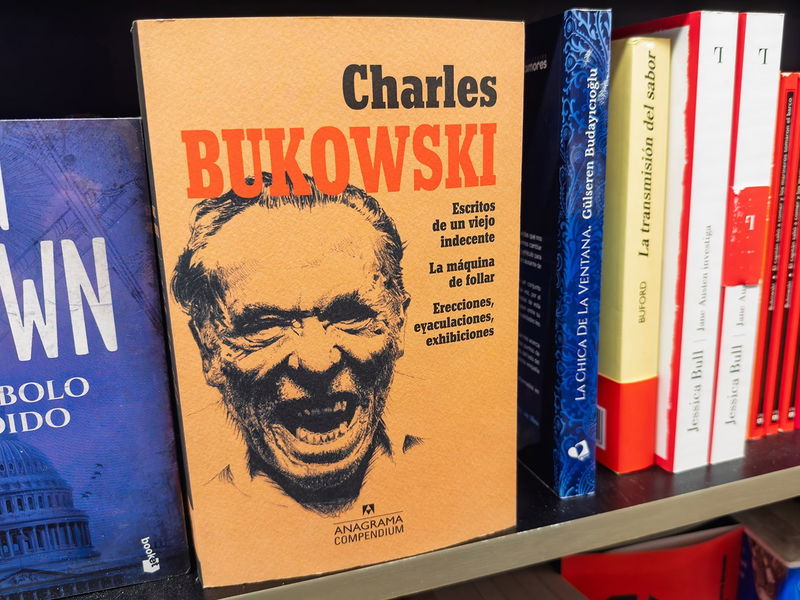 WN
BOLO
DIDO
booket
Charles
BUKOWSKI
Escritos
de un viejo
indecente
La máquina
de follar
Erecciones,
eyaculaciones,
exhibiciones
ANAGRAMA
COMPENDIUM
LA CHICA DE LA VENTANA. Gülseren Budayıcıoğlu
BUFORD La transmisión del sabor
Jessica Bull Jane Austen investiga
Jessica Bull